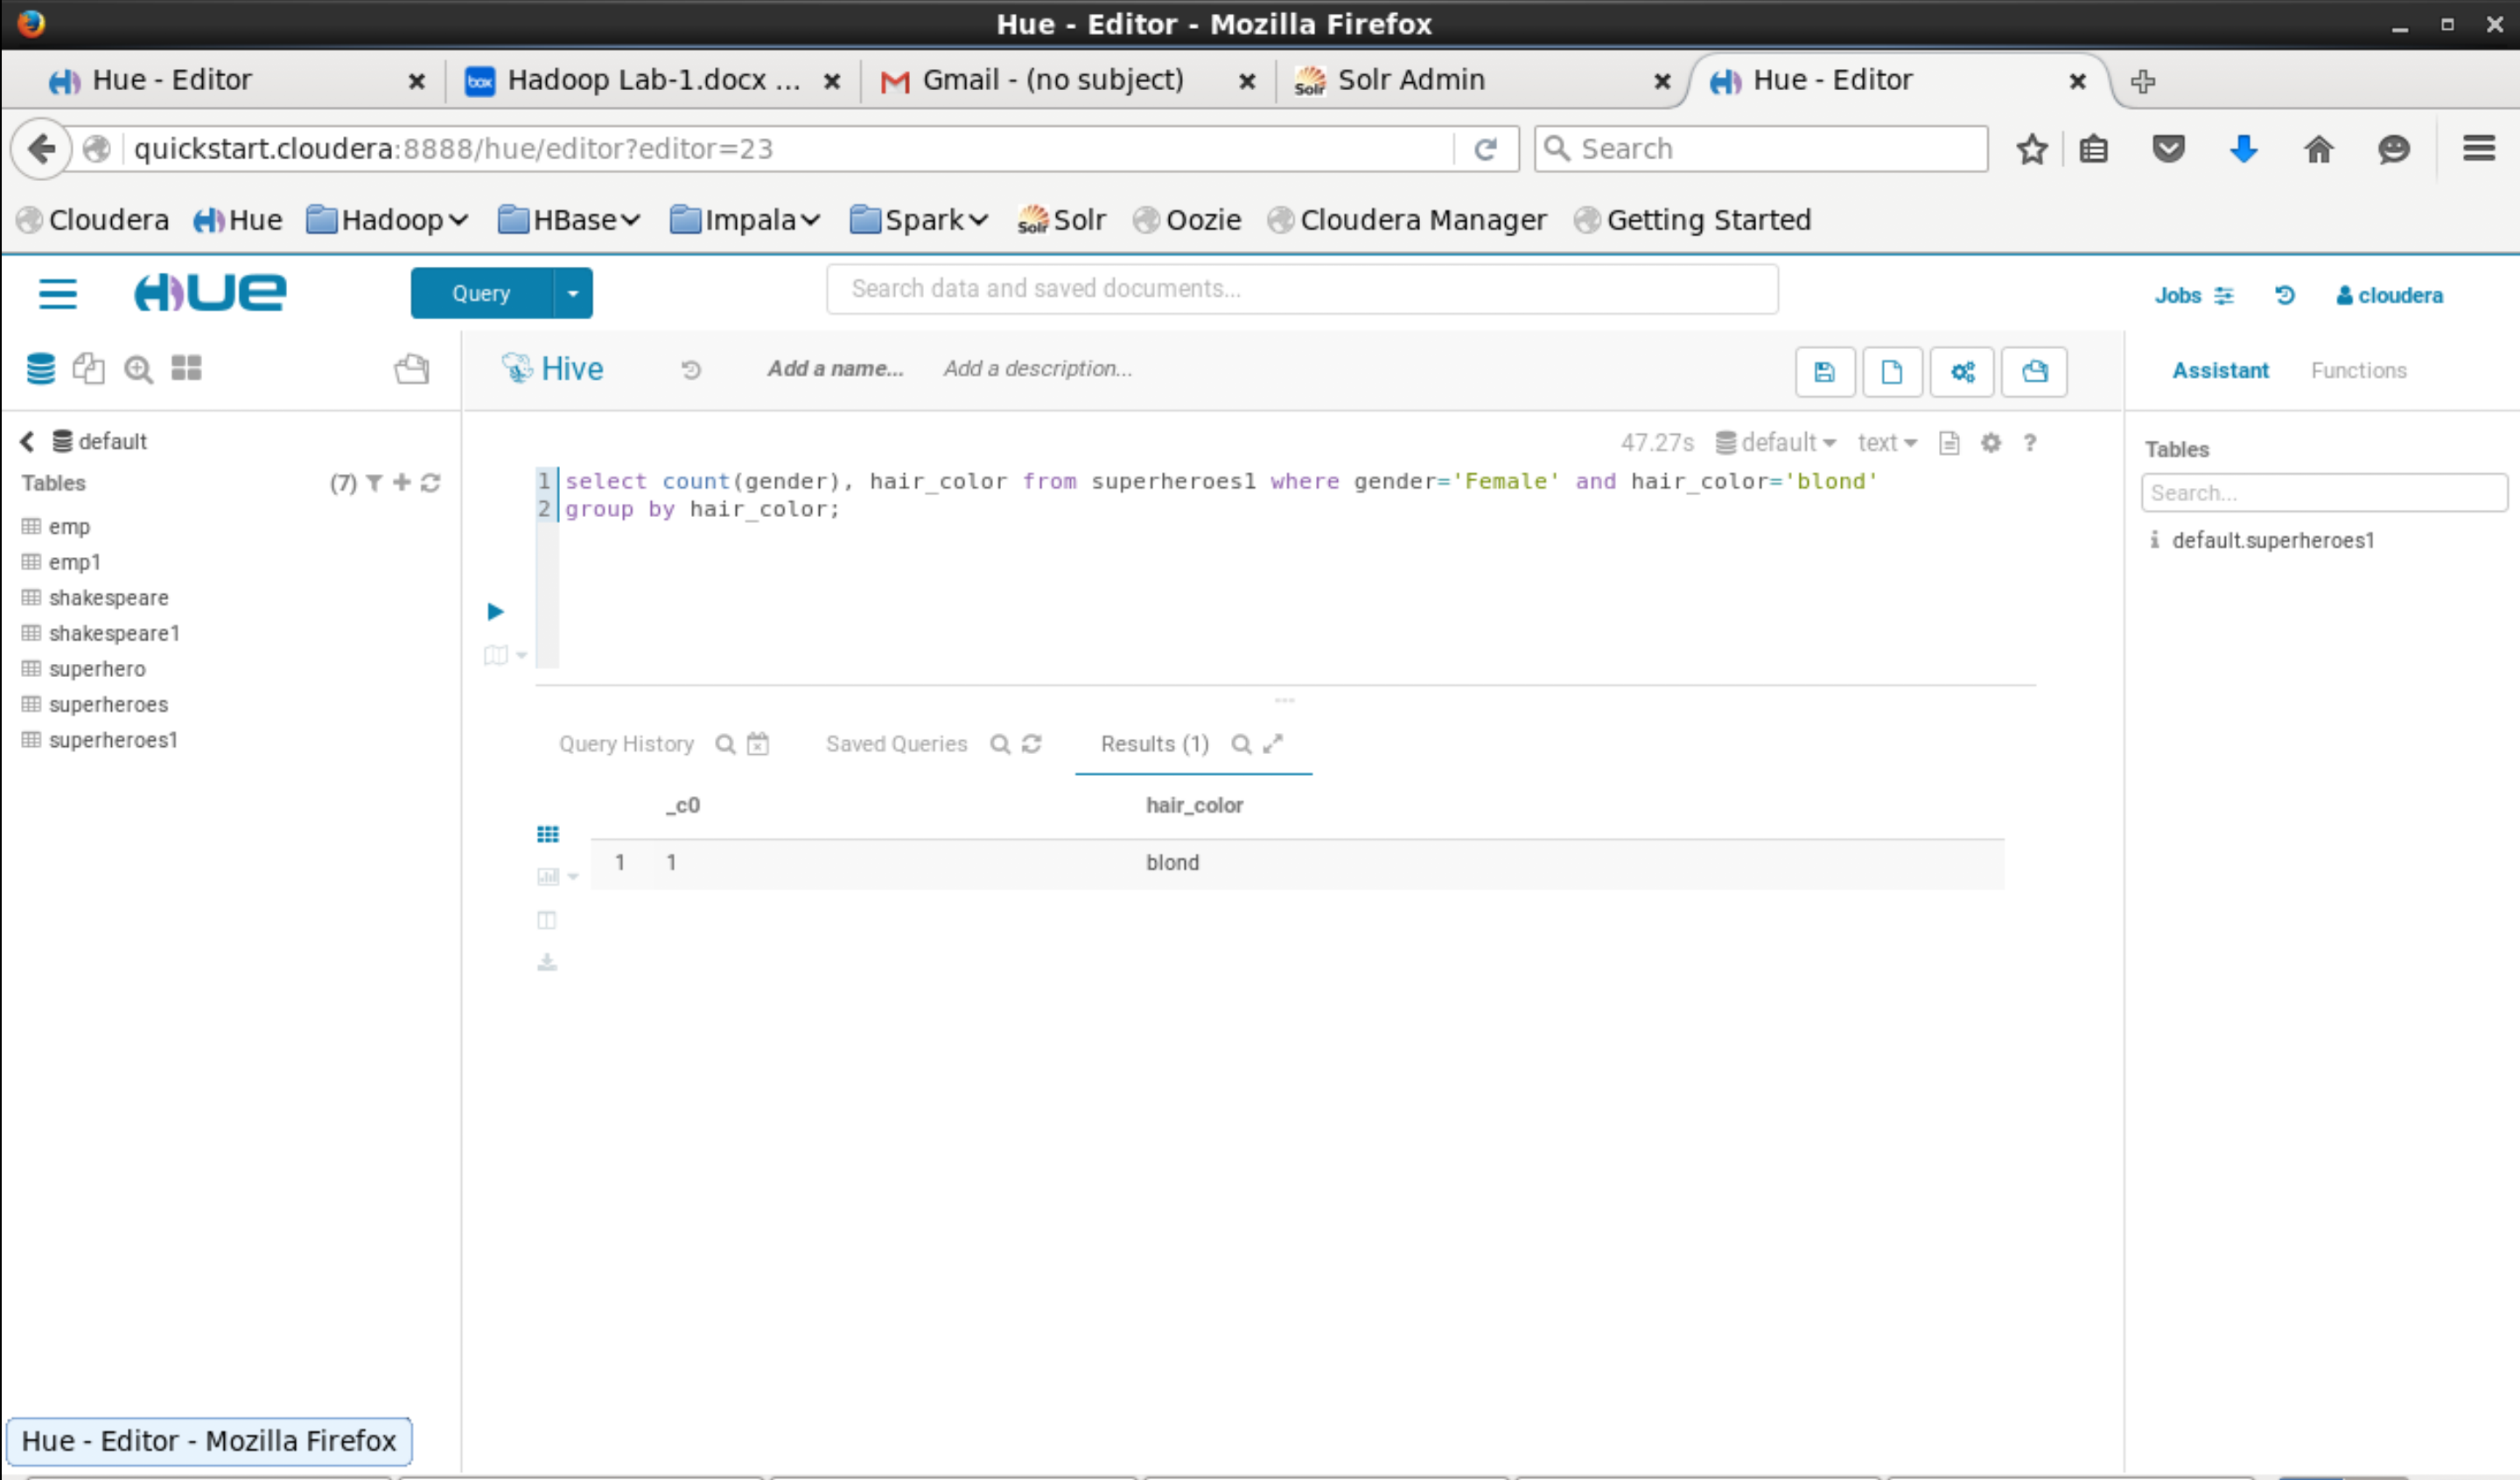 Hue - Editor - Mozilla Firefox
Hue - Editor
box Hadoop Lab-1.docx ...
Gmail - (no subject)
Solr Solr Admin
Hue - Editor
quickstart.cloudera:8888/hue/editor?editor=23
Search
Cloudera Hue Hadoop HBase Impala Spark Solr Solr Oozie Cloudera Manager Getting Started
HUE Query Search data and saved documents... Jobs cloudera
Hive Add a name... Add a description... Assistant Functions
default
Tables (7)
emp
emp1
shakespeare
shakespeare1
superhero
superheroes
superheroes1
47.27s default text ?
1 select count(gender), hair_color from superheroes1 where gender='Female' and hair_color='blond'
2 group by hair_color;
Query History Saved Queries Results (1)
_c0 hair_color
1 1 blond
Tables
Search...
i default.superheroes1
Hue - Editor - Mozilla Firefox